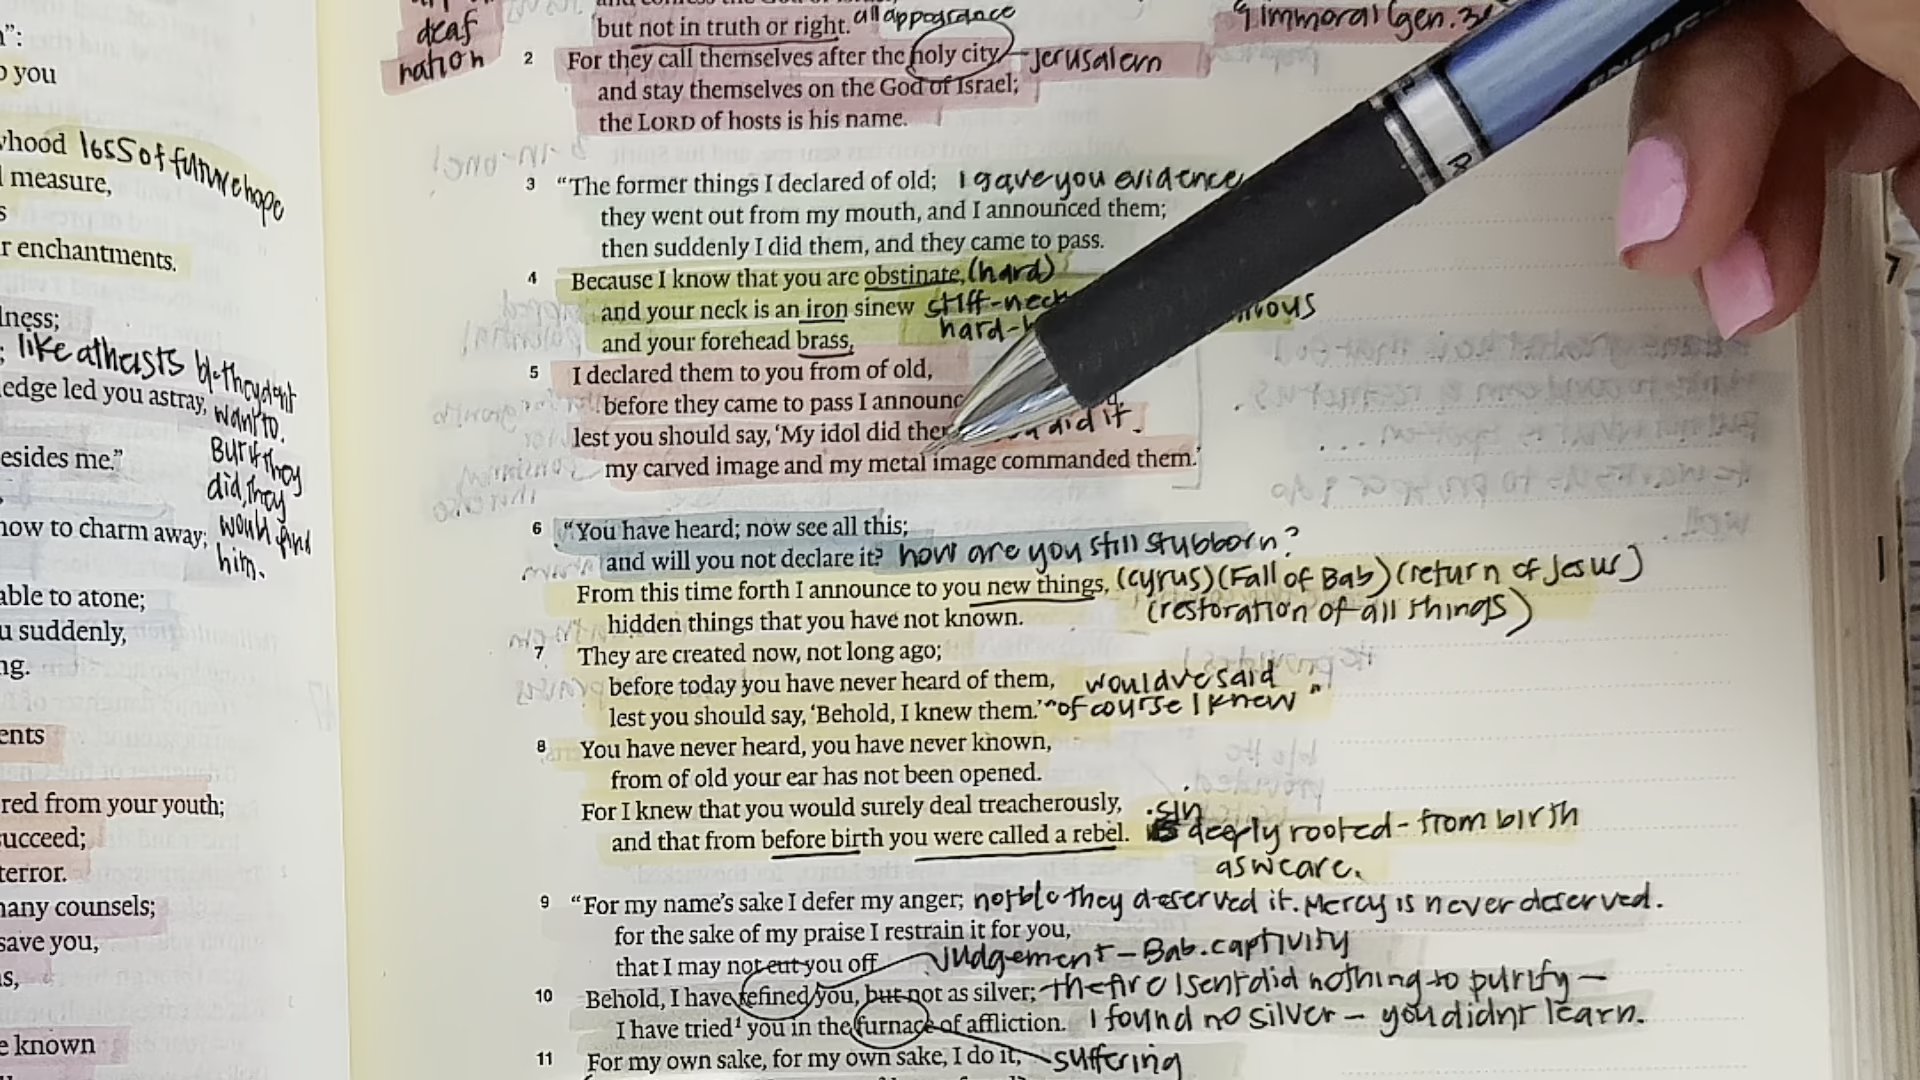 deaf
nation
but not in truth or right. all appearance
9 immoral (gen. 3
2 For they call themselves after the holy city, - Jerusalem
and stay themselves on the God of Israel;
the LORD of hosts is his name.
3 “The former things I declared of old; I gave you evidence
they went out from my mouth, and I announced them;
then suddenly I did them, and they came to pass.
4 Because I know that you are obstinate, (hard)
and your neck is an iron sinew stiff-neck
and your forehead brass, hard-
5 I declared them to you from of old,
before they came to pass I announc
lest you should say, ‘My idol did the did it.
my carved image and my metal image commanded them.’
6 “You have heard; now see all this;
and will you not declare it? how are you still stubborn?
From this time forth I announce to you new things, (cyrus) (Fall of Bab) (return of Jesus)
hidden things that you have not known. (restoration of all things)
7 They are created now, not long ago;
before today you have never heard of them, wouldve said
lest you should say, ‘Behold, I knew them.’ "of course I knew"
8 You have never heard, you have never known,
from of old your ear has not been opened.
For I knew that you would surely deal treacherously, sin
and that from before birth you were called a rebel. deeply rooted - from birth
as we are.
9 “For my name’s sake I defer my anger; not b/c they deserved it. Mercy is never deserved.
for the sake of my praise I restrain it for you,
that I may not cut you off. Judgement - Bab. captivity
10 Behold, I have refined you, but not as silver; the fire I sent did nothing to purify -
I have tried you in the furnace of affliction. I found no silver - you didnt learn.
11 For my own sake, for my own sake, I do it, suffering
”:
you
whood loss of future hope
measure,
s
r enchantments.
lness;
; like atheists
edge led you astray, want to.
But if they
esides me.” did, they
would find
now to charm away; him.
able to atone;
u suddenly,
ng.
ents
red from your youth;
ucceed;
terror.
many counsels;
save you,
s,
e known